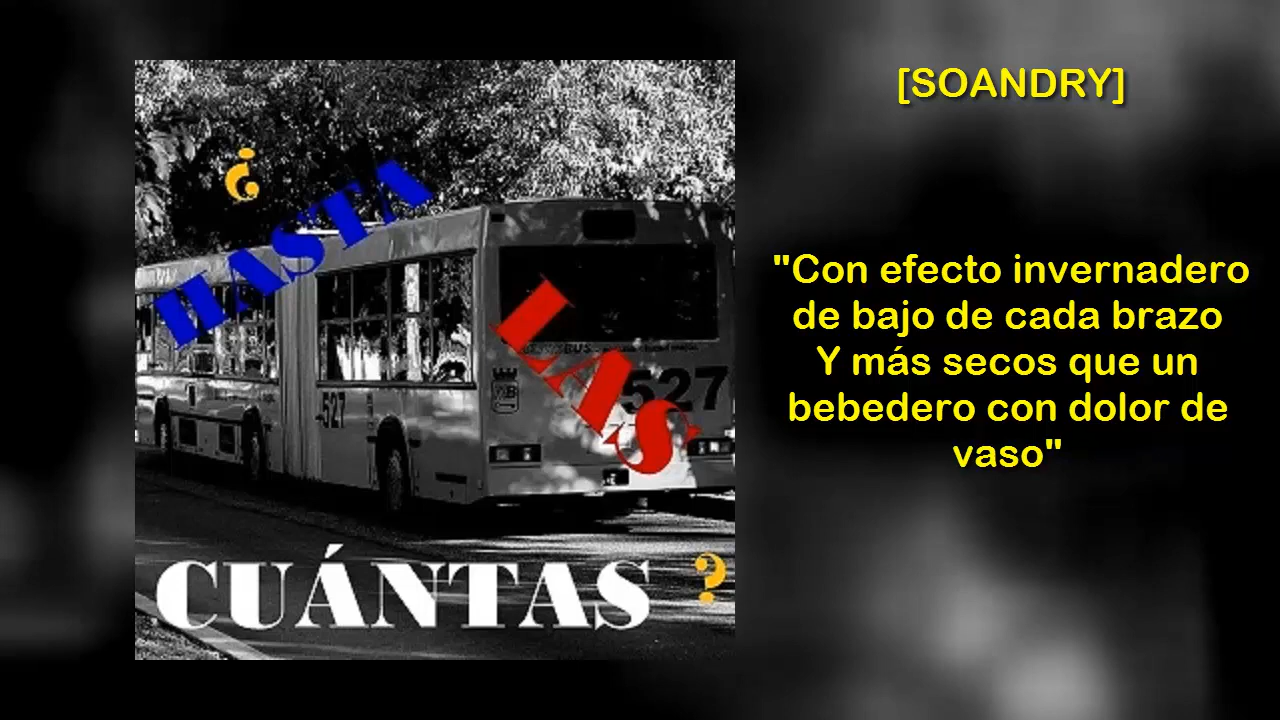 ¿
HASTA
LAS
527
527
CUÁNTAS ?
[SOANDRY]
"Con efecto invernadero
de bajo de cada brazo
Y más secos que un
bebedero con dolor de
vaso"